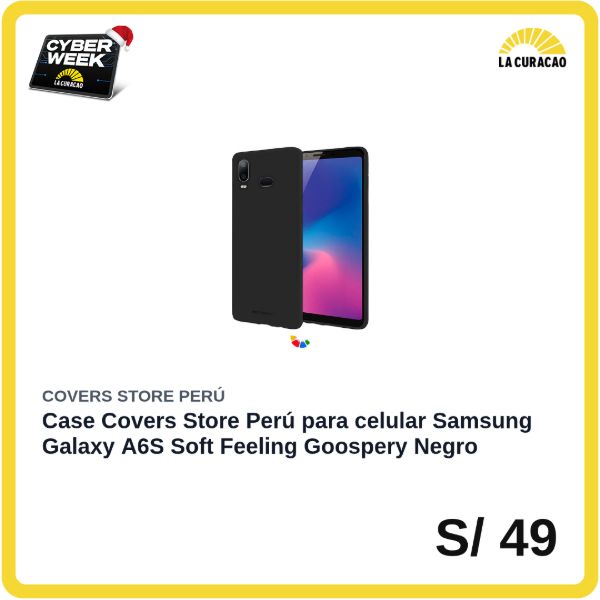 CYBER
WEEK
LA CURACAO
LA CURACAO
COVERS STORE PERÚ
Case Covers Store Perú para celular Samsung
Galaxy A6S Soft Feeling Goospery Negro
S/ 49